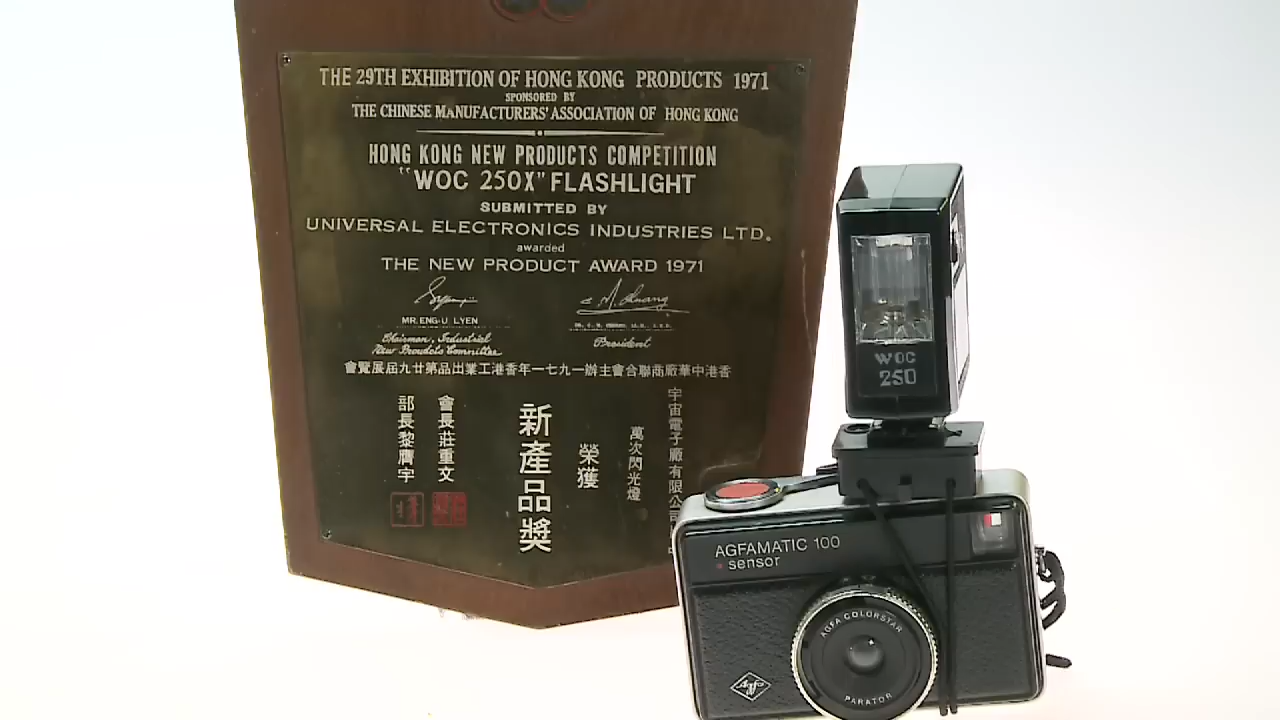 THE 29TH EXHIBITION OF HONG KONG PRODUCTS 1971
SPONSORED BY
THE CHINESE MANUFACTURERS' ASSOCIATION OF HONG KONG
HONG KONG NEW PRODUCTS COMPETITION
"WOC 250X" FLASHLIGHT
SUBMITTED BY
UNIVERSAL ELECTRONICS INDUSTRIES LTD.
awarded
THE NEW PRODUCT AWARD 1971
MR. ENG-U. LYEN
Chairman, Industrial
New Proudcts Committee
President
會覽展屆九廿第品出業工港香年一七九一辦主會合聯商廠華中港香
宇宙電子廠有限公司
萬次閃光燈
榮獲
新產品獎
會長莊重文
部長黎膺宇
WOC
250
AGFAMATIC 100
sensor
AGFA COLORSTAR
PARATOR
Agfa